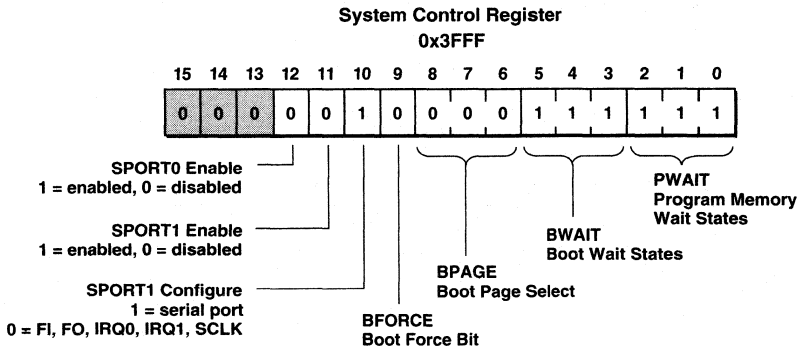 System Control Register
0x3FFF
15 14 13 12 11 10 9 8 7 6 5 4 3 2 1 0
0 0 0 0 0 1 0 0 0 0 1 1 1 1 1 1
SPORT0 Enable
1 = enabled, 0 = disabled
SPORT1 Enable
1 = enabled, 0 = disabled
SPORT1 Configure
1 = serial port
0 = FI, FO, IRQ0, IRQ1, SCLK
BFORCE
Boot Force Bit
BPAGE
Boot Page Select
BWAIT
Boot Wait States
PWAIT
Program Memory
Wait States